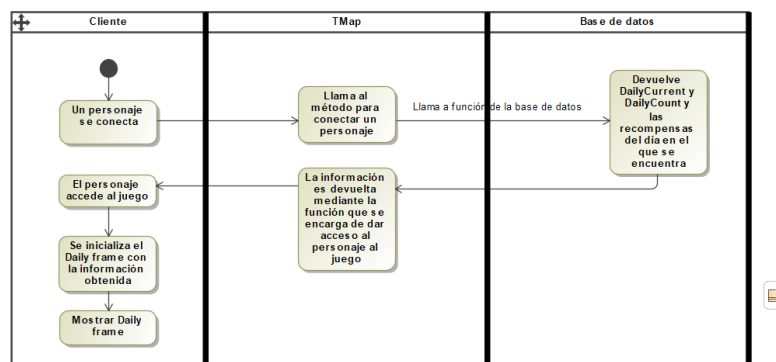 Cliente
TMap
Base de datos
Un personaje
se conecta
Llama al
método para
conectar un
personaje
Llama a función de la base de datos
Devuelve
DailyCurrent y
DailyCount y
las
recompensas
del día en el
que se
encuentra
La información
es devuelta
mediante la
función que se
encarga de dar
acceso al
personaje al
juego
El personaje
accede al juego
Se inicializa el
Daily frame con
la información
obtenida
Mostrar Daily
frame